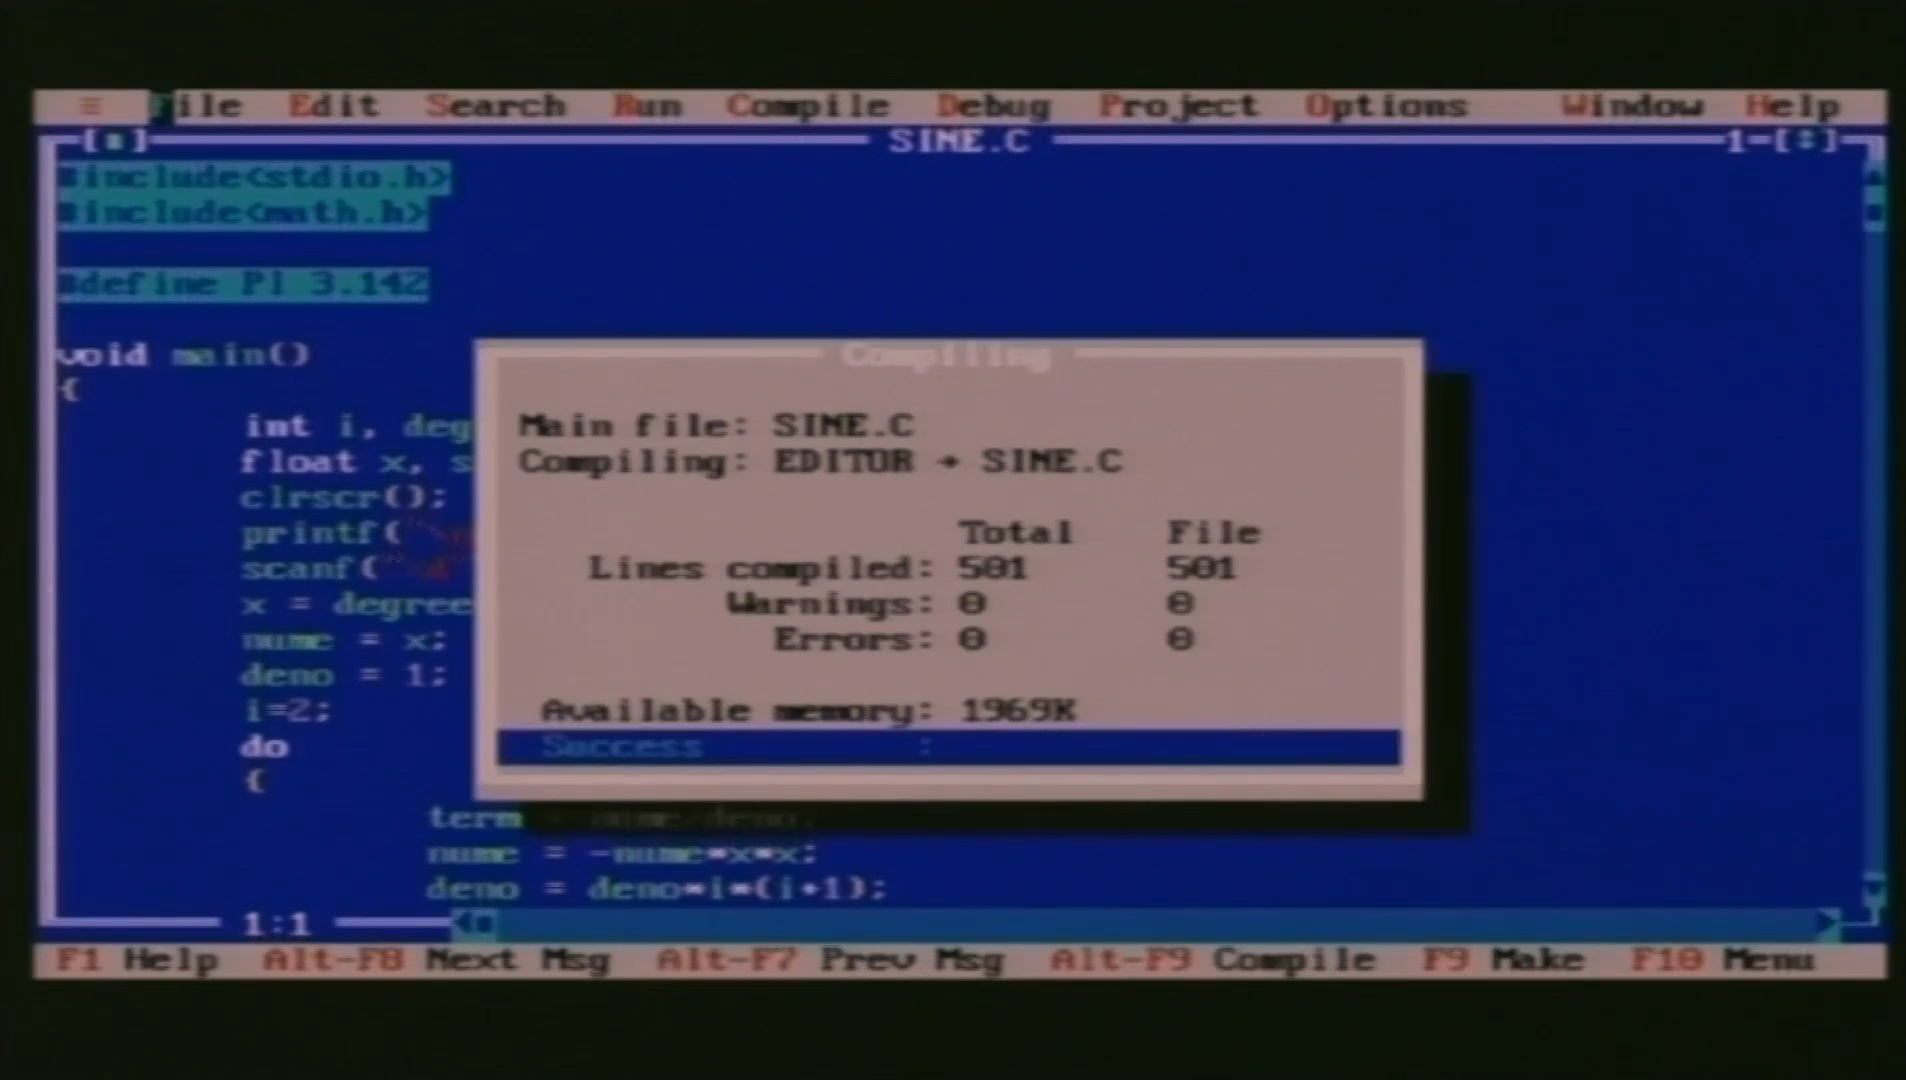 ≡ File Edit Search Run Compile Debug Project Options Window Help
SINE.C 1
#include<stdio.h>
#include<math.h>
#define PI 3.142
void main()
{
int i, deg
float x, s
clrscr();
printf("
scanf("%d"
x = degree
nume = x;
deno = 1;
i=2;
do
{
term = nume/deno;
nume = -nume*x*x;
deno = deno*i*(i+1);
Compiling
Main file: SINE.C
Compiling: EDITOR → SINE.C
Total File
Lines compiled: 501 501
Warnings: 0 0
Errors: 0 0
Available memory: 1969K
Success :
1:1
F1 Help Alt-F8 Next Msg Alt-F7 Prev Msg Alt-F9 Compile F9 Make F10 Menu